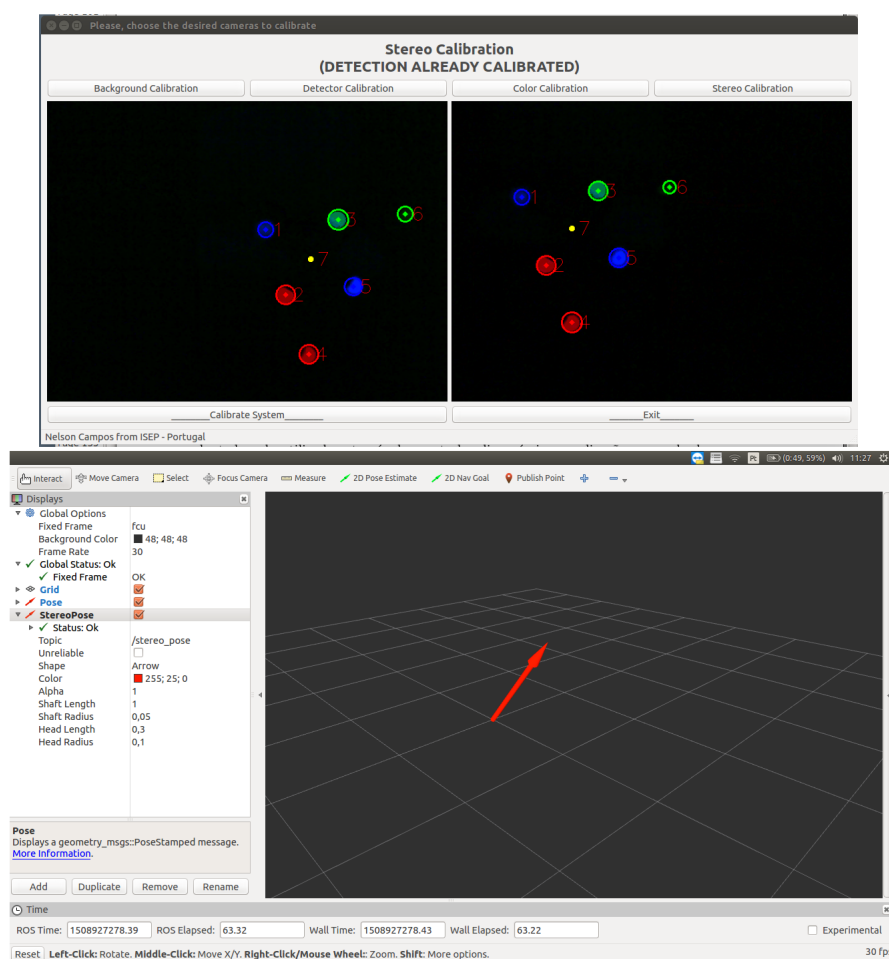 Please, choose the desired cameras to calibrate
Stereo Calibration
(DETECTION ALREADY CALIBRATED)
Background Calibration Detector Calibration Color Calibration Stereo Calibration
1 3 6
7
2 5
4
1 3 6
7
2 5
4
_______Calibrate System_______ _______Exit______
Nelson Campos from ISEP - Portugal
Pt (0:49, 59%) 11:27
Interact Move Camera Select Focus Camera Measure 2D Pose Estimate 2D Nav Goal Publish Point
Displays
Global Options
Fixed Frame fcu
Background Color 48; 48; 48
Frame Rate 30
Global Status: Ok
Fixed Frame OK
Grid
Pose
StereoPose
Status: Ok
Topic /stereo_pose
Unreliable
Shape Arrow
Color 255; 25; 0
Alpha 1
Shaft Length 1
Shaft Radius 0,05
Head Length 0,3
Head Radius 0,1
Pose
Displays a geometry_msgs::PoseStamped message.
More Information.
Add Duplicate Remove Rename
Time
ROS Time: 1508927278.39 ROS Elapsed: 63.32 Wall Time: 1508927278.43 Wall Elapsed: 63.22 Experimental
Reset Left-Click: Rotate. Middle-Click: Move X/Y. Right-Click/Mouse Wheel:: Zoom. Shift: More options. 30 fps